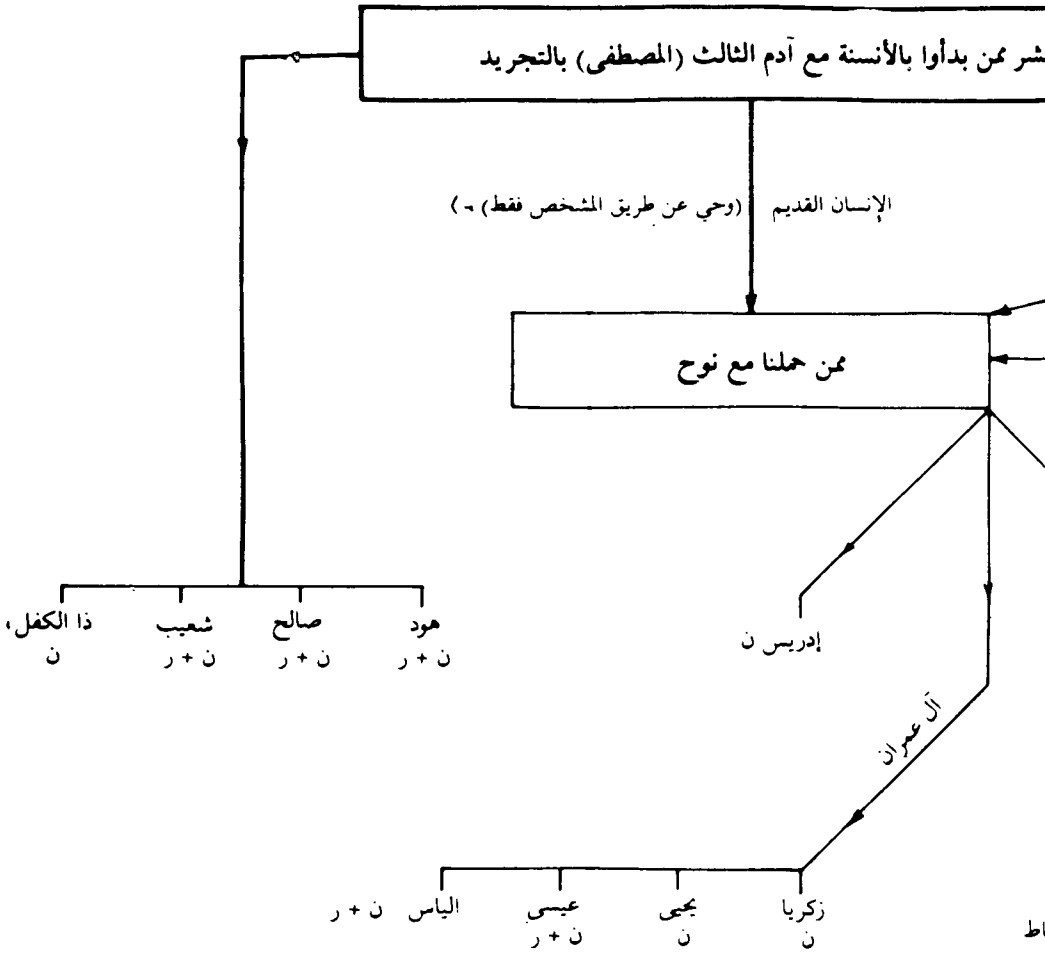 شر ممن بدأوا بالأنسنة مع آدم الثالث (المصطفى) بالتجريد
الإنسان القديم (وحي عن طريق المشخص فقط)
ممن حملنا مع نوح
هود صالح شعيب ذا الكفل،
ن + ر ن + ر ن + ر ن
إدريس ن
آل عمران
زكريا يحيى عيسى الياس ن + ر
ن ن ن + ر
اط